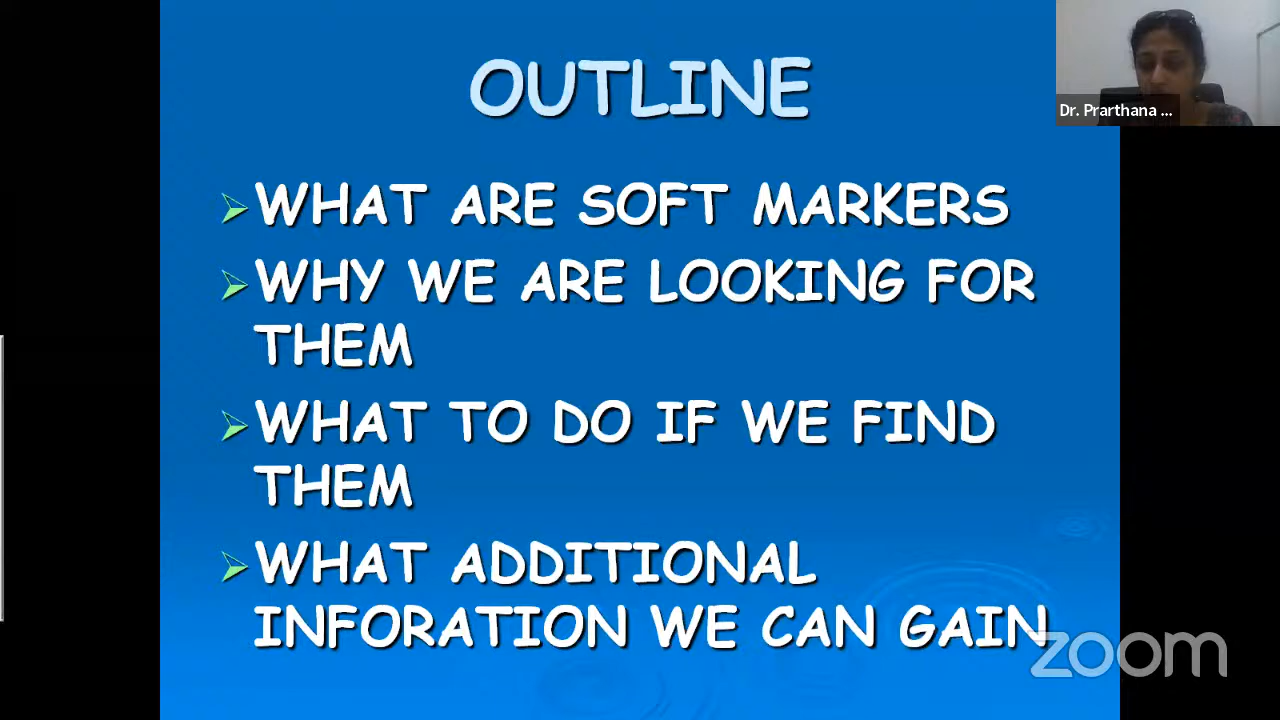 OUTLINE
Dr. Prarthana ...
WHAT ARE SOFT MARKERS
WHY WE ARE LOOKING FOR
THEM
WHAT TO DO IF WE FIND
THEM
WHAT ADDITIONAL
INFORATION WE CAN GAIN
zoom